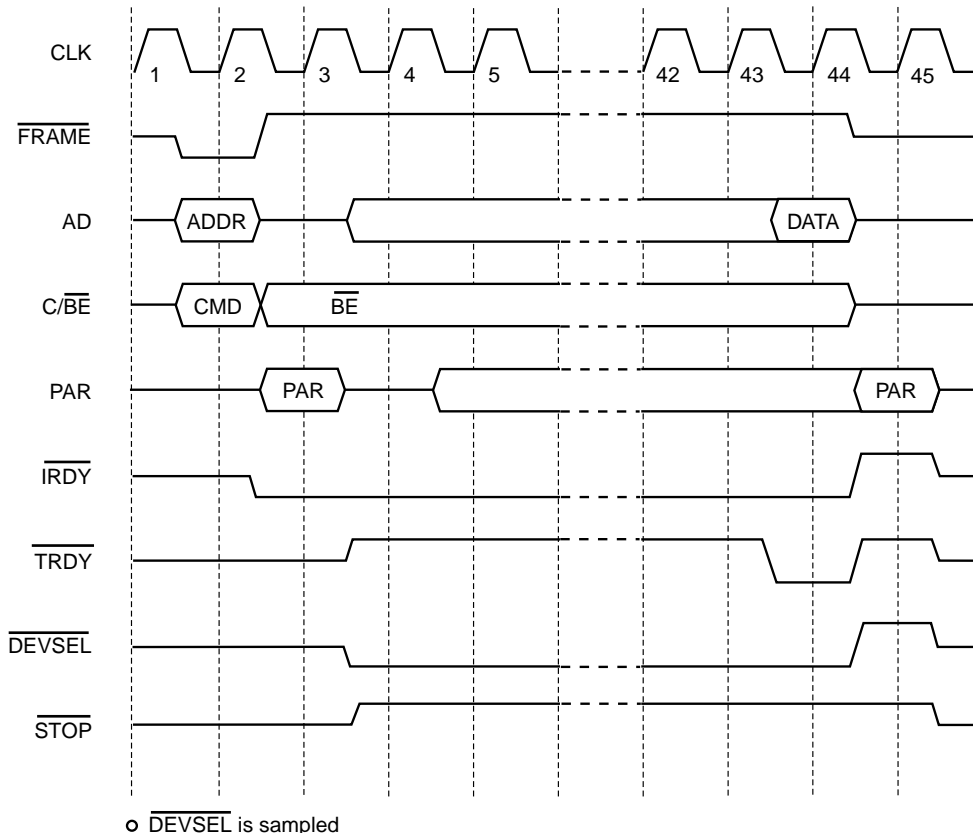 CLK
1 2 3 4 5 42 43 44 45
FRAME
AD ADDR DATA
C/BE CMD BE
PAR PAR PAR
IRDY
TRDY
DEVSEL
STOP
DEVSEL is sampled